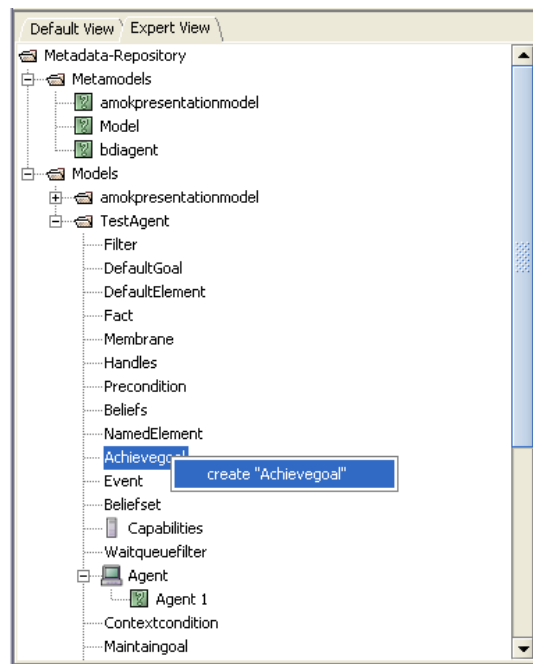 Default View Expert View
Metadata-Repository
Metamodels
amokpresentationmodel
Model
bdiagent
Models
amokpresentationmodel
TestAgent
Filter
DefaultGoal
DefaultElement
Fact
Membrane
Handles
Precondition
Beliefs
NamedElement
Achievegoal
create "Achievegoal"
Event
Beliefset
Capabilities
Waitqueuefilter
Agent
Agent 1
Contextcondition
Maintaingoal